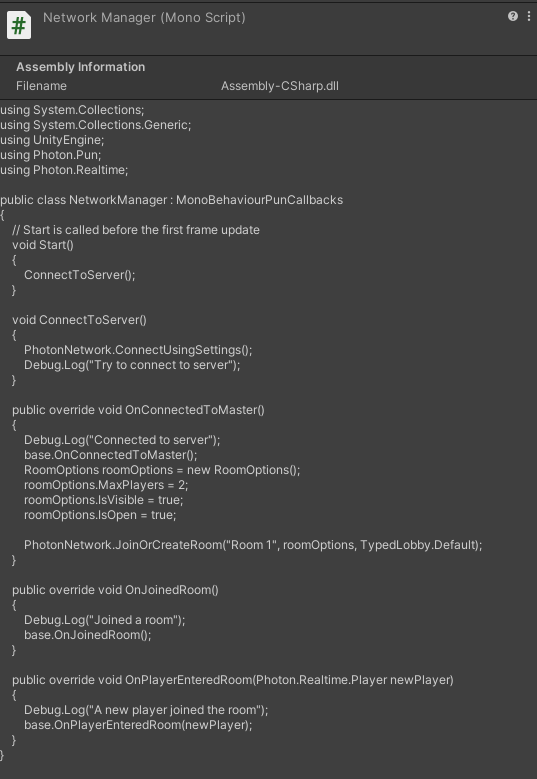 #
Network Manager (Mono Script)
Assembly Information
Filename Assembly-CSharp.dll
using System.Collections;
using System.Collections.Generic;
using UnityEngine;
using Photon.Pun;
using Photon.Realtime;

public class NetworkManager : MonoBehaviourPunCallbacks
{
    // Start is called before the first frame update
    void Start()
    {
        ConnectToServer();
    }

    void ConnectToServer()
    {
        PhotonNetwork.ConnectUsingSettings();
        Debug.Log("Try to connect to server");
    }

    public override void OnConnectedToMaster()
    {
        Debug.Log("Connected to server");
        base.OnConnectedToMaster();
        RoomOptions roomOptions = new RoomOptions();
        roomOptions.MaxPlayers = 2;
        roomOptions.IsVisible = true;
        roomOptions.IsOpen = true;

        PhotonNetwork.JoinOrCreateRoom("Room 1", roomOptions, TypedLobby.Default);
    }

    public override void OnJoinedRoom()
    {
        Debug.Log("Joined a room");
        base.OnJoinedRoom();
    }

    public override void OnPlayerEnteredRoom(Photon.Realtime.Player newPlayer)
    {
        Debug.Log("A new player joined the room");
        base.OnPlayerEnteredRoom(newPlayer);
    }
}